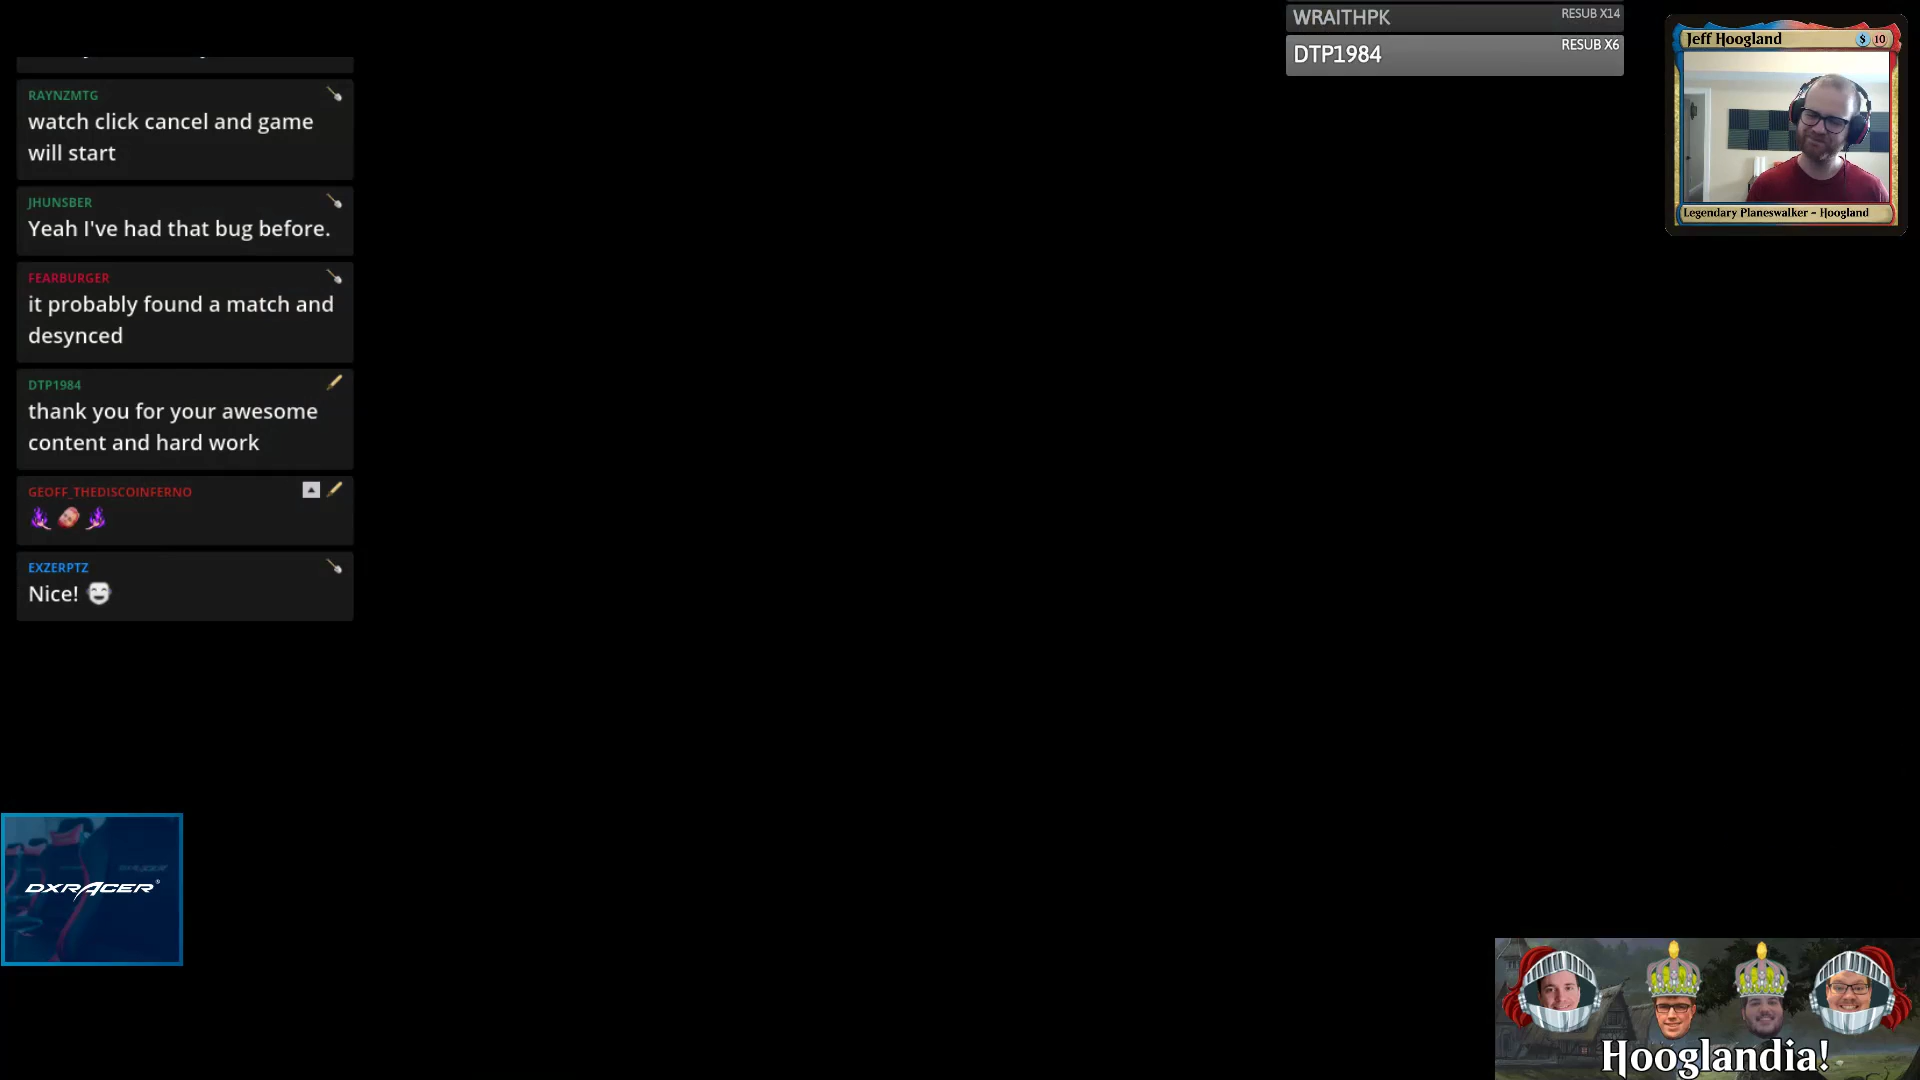 WRAITHPK
RESUB X14
DTP1984
RESUB X6
Jeff Hoogland
$ 10
Legendary Planeswalker - Hoogland
RAYNZMTG
watch click cancel and game
will start
JHUNSBER
Yeah I've had that bug before.
FEARBURGER
it probably found a match and
desynced
DTP1984
thank you for your awesome
content and hard work
GEOFF_THEDISCOINFERNO
EXZERPTZ
Nice!
DXRACER®
Hooglandia!